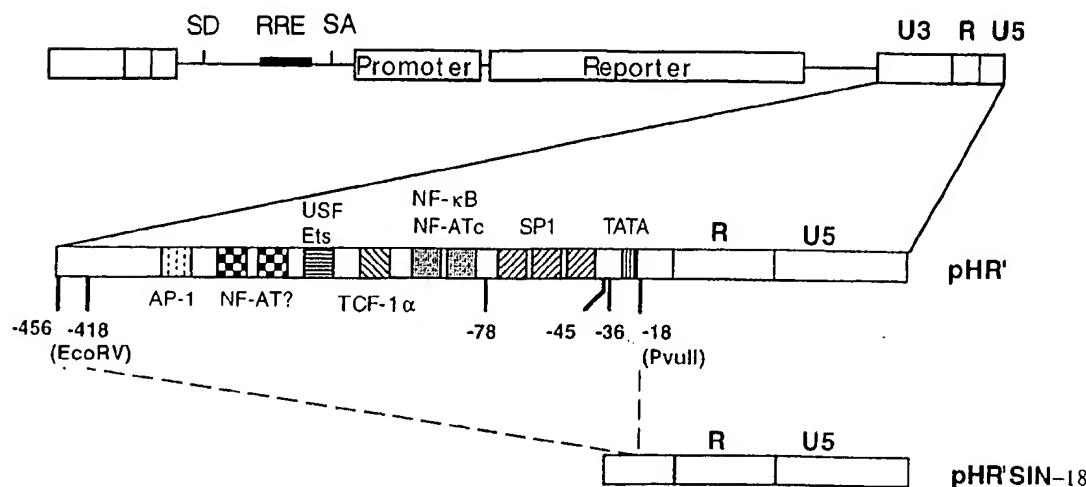 SD RRE SA
U3 R U5
Promoter Reporter
NF-κB
USF NF-ATc SP1 TATA R U5
Ets
pHR'
AP-1 NF-AT? TCF-1α
-456 -418 -78 -45 -36 -18
(EcoRV) (PvuII)
R U5
pHR'SIN-18